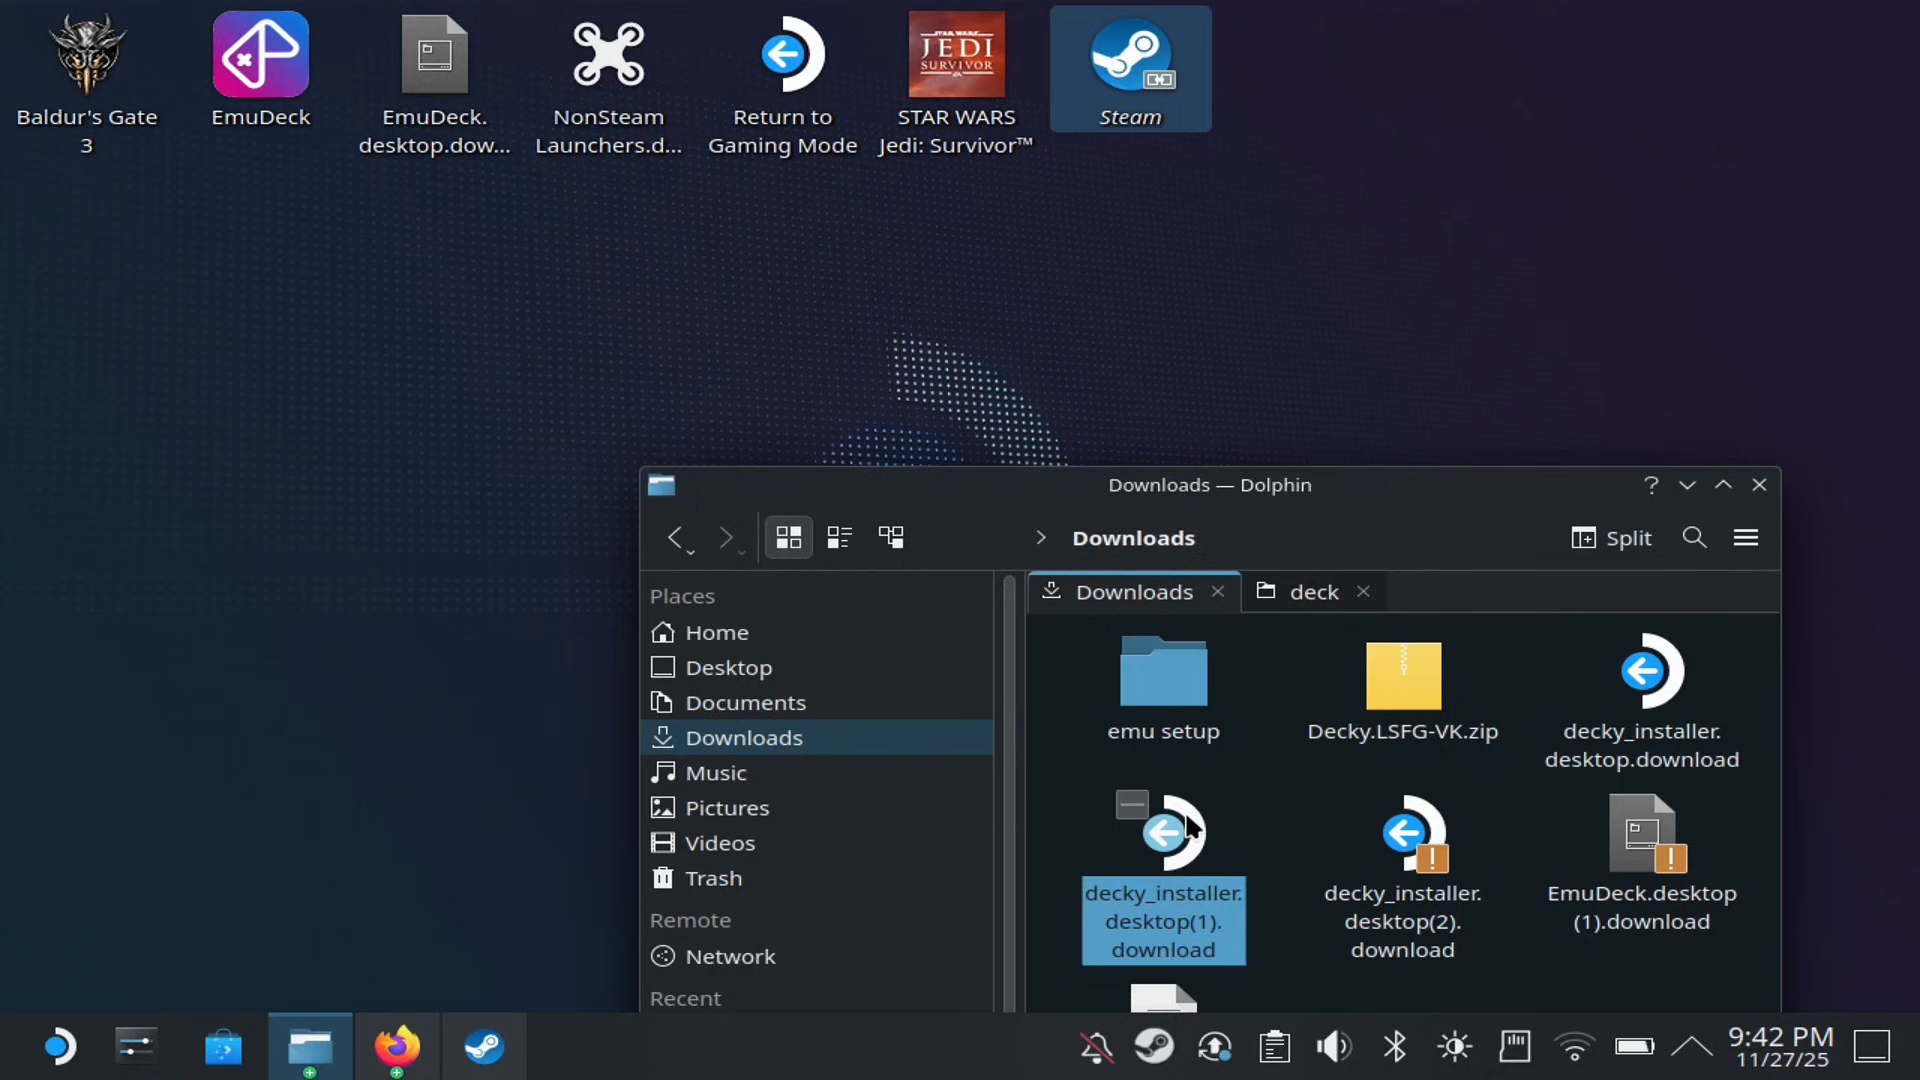 Baldur's Gate
3
EmuDeck
EmuDeck.
desktop.dow...
NonSteam
Launchers.d...
Return to
Gaming Mode
STAR WARS
JEDI
SURVIVOR
STAR WARS
Jedi: Survivor™
Steam
Downloads — Dolphin
Downloads
Split
Places
Home
Desktop
Documents
Downloads
Music
Pictures
Videos
Trash
Remote
Network
Recent
Downloads
deck
emu setup
Decky.LSFG-VK.zip
decky_installer.
desktop.download
decky_installer.
desktop(1).
download
decky_installer.
desktop(2).
download
EmuDeck.desktop
(1).download
9:42 PM
11/27/25